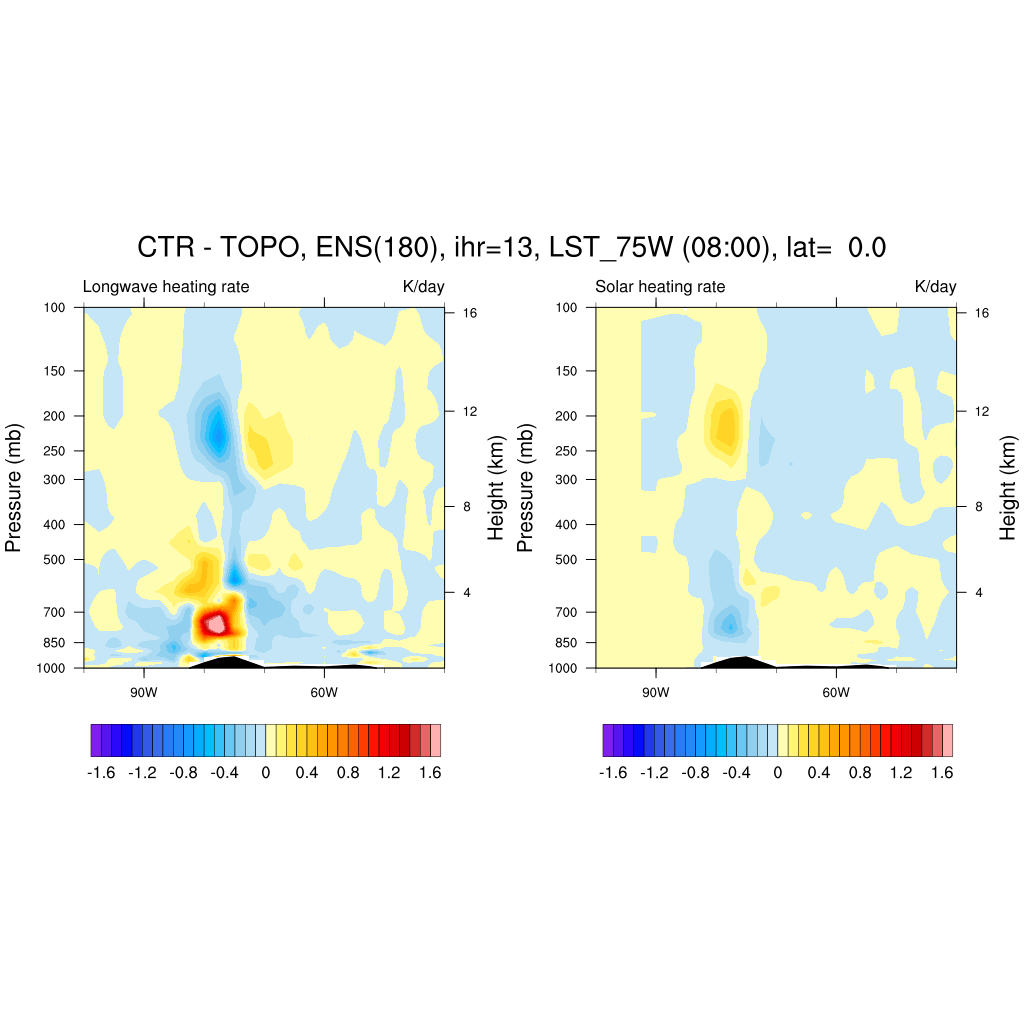 CTR - TOPO, ENS(180), ihr=13, LST_75W (08:00), lat= 0.0
Longwave heating rate K/day
100
150
200
250
300
400
500
700
850
1000
Pressure (mb)
16
12
8
4
Height (km)
90W 60W
-1.6 -1.2 -0.8 -0.4 0 0.4 0.8 1.2 1.6
Solar heating rate K/day
100
150
200
250
300
400
500
700
850
1000
Pressure (mb)
16
12
8
4
Height (km)
90W 60W
-1.6 -1.2 -0.8 -0.4 0 0.4 0.8 1.2 1.6